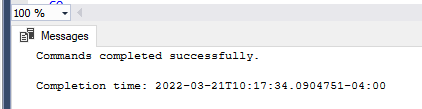 100 %
Messages
Commands completed successfully.
Completion time: 2022-03-21T10:17:34.0904751-04:00